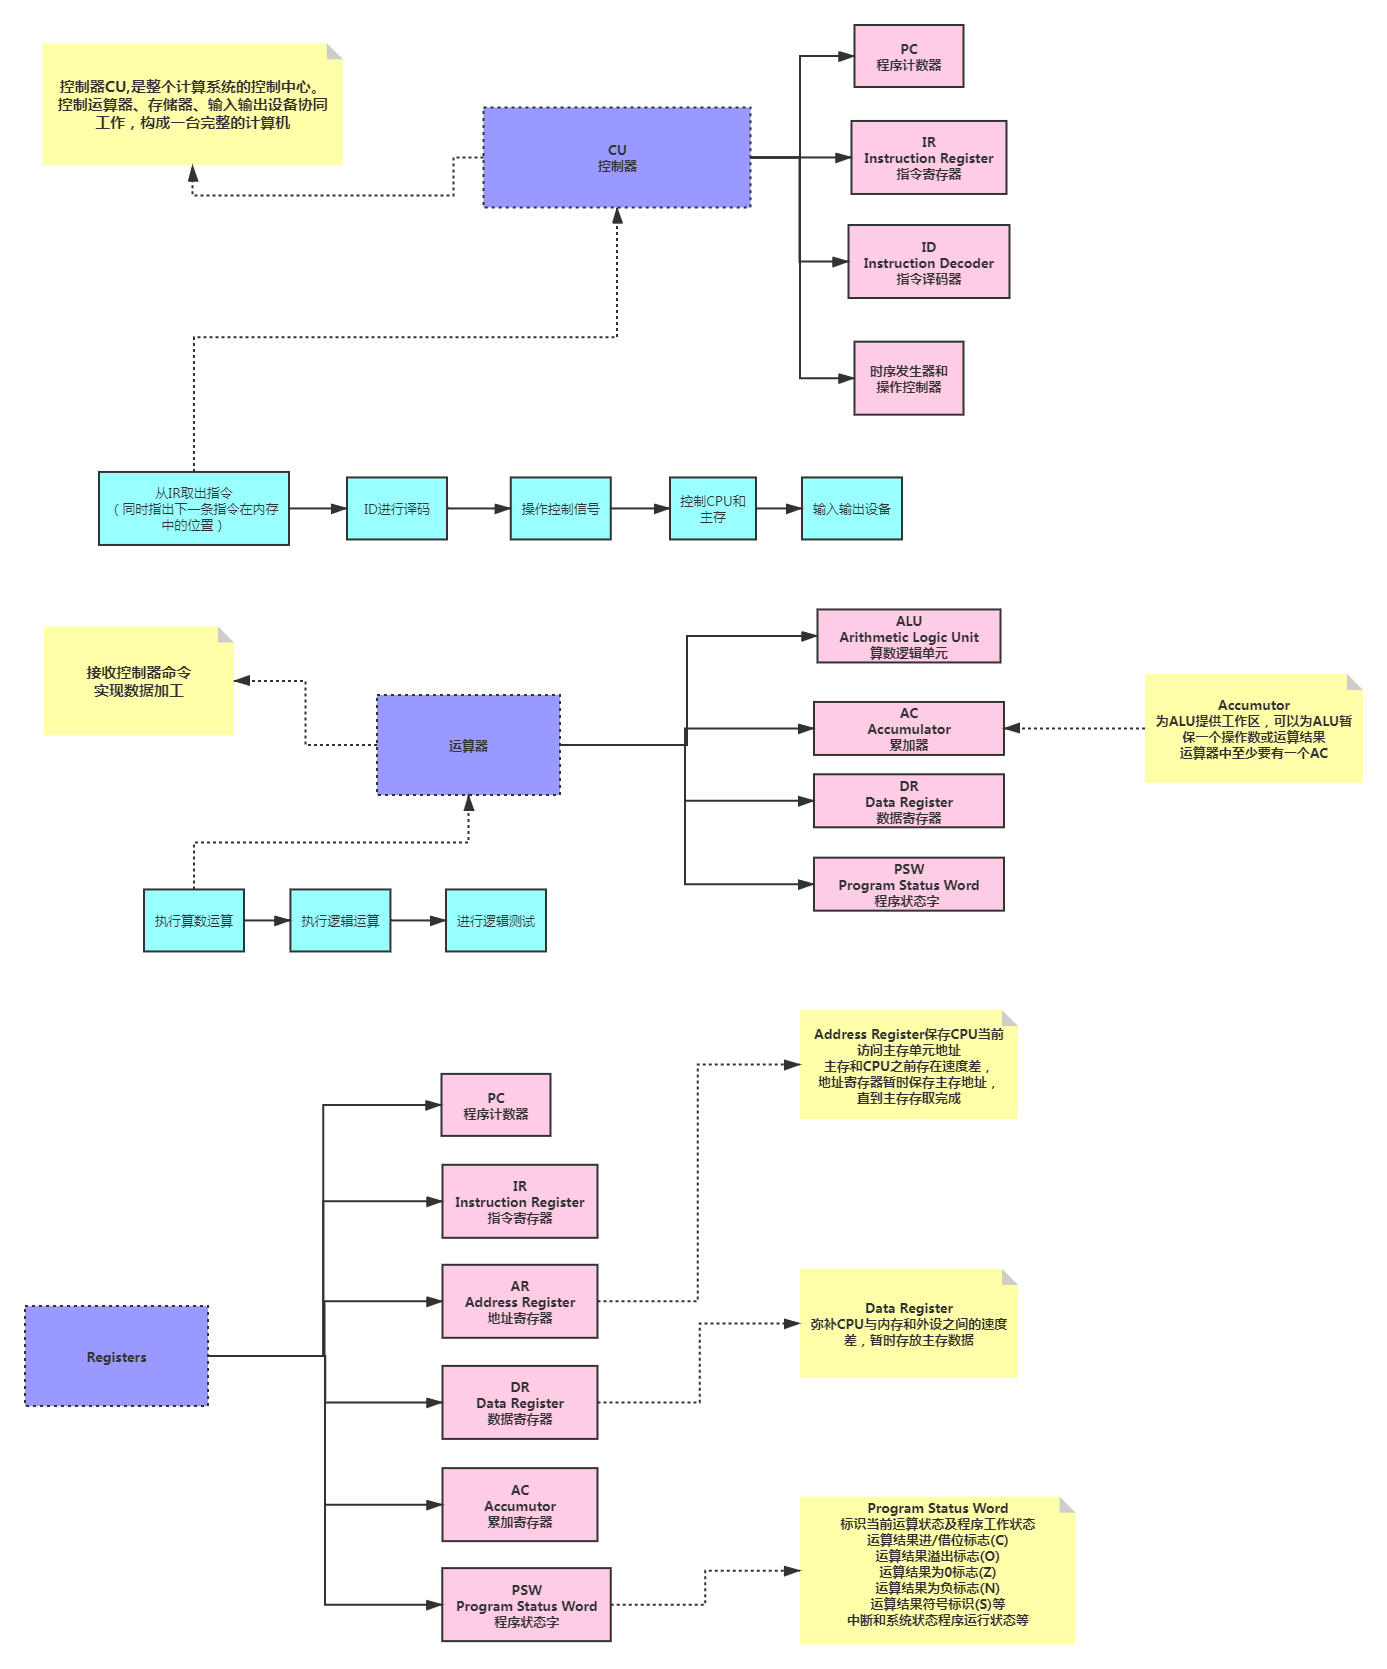 控制器CU,是整个计算系统的控制中心。
控制运算器、存储器、输入输出设备协同
工作，构成一台完整的计算机
CU
控制器
PC
程序计数器
IR
Instruction Register
指令寄存器
ID
Instruction Decoder
指令译码器
时序发生器和
操作控制器
从IR取出指令
（同时指出下一条指令在内存
中的位置）
ID进行译码
操作控制信号
控制CPU和
主存
输入输出设备
接收控制器命令
实现数据加工
运算器
ALU
Arithmetic Logic Unit
算数逻辑单元
AC
Accumulator
累加器
DR
Data Register
数据寄存器
PSW
Program Status Word
程序状态字
Accumutor
为ALU提供工作区，可以为ALU暂
保一个操作数或运算结果
运算器中至少要有一个AC
执行算数运算
执行逻辑运算
进行逻辑测试
Registers
PC
程序计数器
IR
Instruction Register
指令寄存器
AR
Address Register
地址寄存器
DR
Data Register
数据寄存器
AC
Accumutor
累加寄存器
PSW
Program Status Word
程序状态字
Address Register保存CPU当前
访问主存单元地址
主存和CPU之前存在速度差，
地址寄存器暂时保存主存地址，
直到主存存取完成
Data Register
弥补CPU与内存和外设之间的速度
差，暂时存放主存数据
Program Status Word
标识当前运算状态及程序工作状态
运算结果进/借位标志(C)
运算结果溢出标志(O)
运算结果为0标志(Z)
运算结果为负标志(N)
运算结果符号标识(S)等
中断和系统状态程序运行状态等